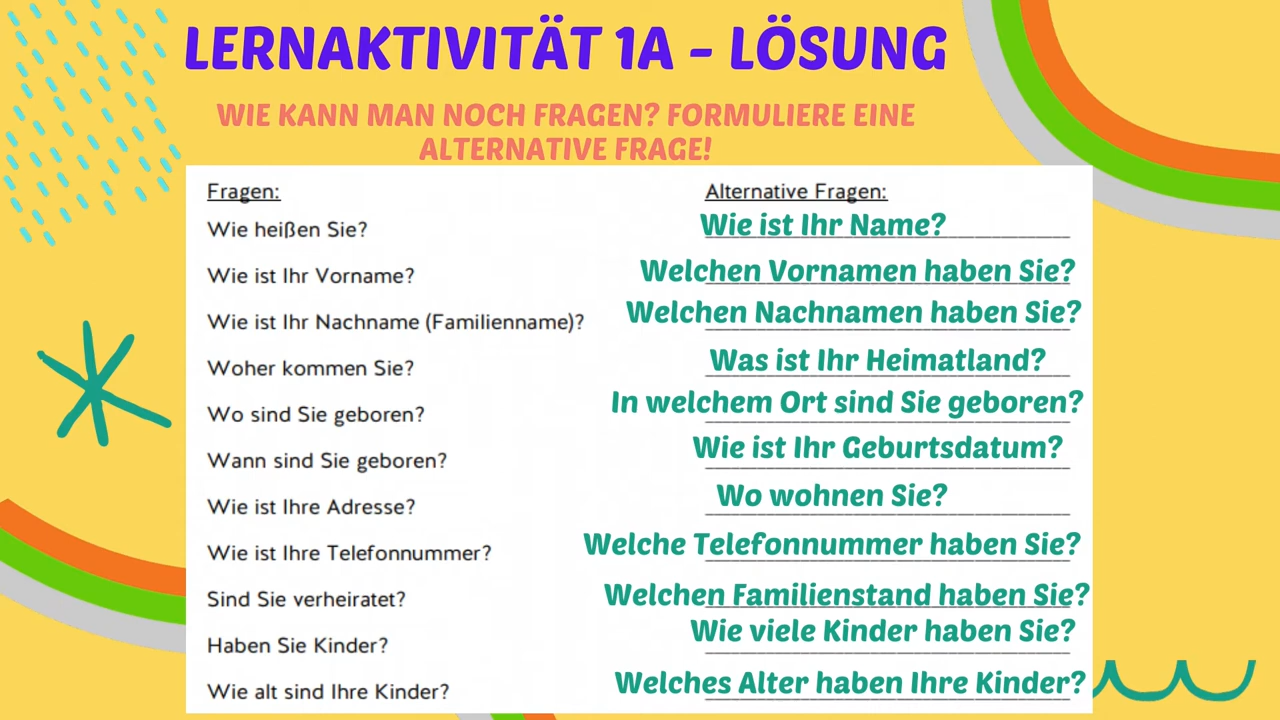 LERNAKTIVITÄT 1A - LÖSUNG
WIE KANN MAN NOCH FRAGEN? FORMULIERE EINE
ALTERNATIVE FRAGE!
Fragen: Alternative Fragen:
Wie heißen Sie? Wie ist Ihr Name?
Wie ist Ihr Vorname? Welchen Vornamen haben Sie?
Wie ist Ihr Nachname (Familienname)? Welchen Nachnamen haben Sie?
Woher kommen Sie? Was ist Ihr Heimatland?
Wo sind Sie geboren? In welchem Ort sind Sie geboren?
Wann sind Sie geboren? Wie ist Ihr Geburtsdatum?
Wie ist Ihre Adresse? Wo wohnen Sie?
Wie ist Ihre Telefonnummer? Welche Telefonnummer haben Sie?
Sind Sie verheiratet? Welchen Familienstand haben Sie?
Haben Sie Kinder? Wie viele Kinder haben Sie?
Wie alt sind Ihre Kinder? Welches Alter haben Ihre Kinder?